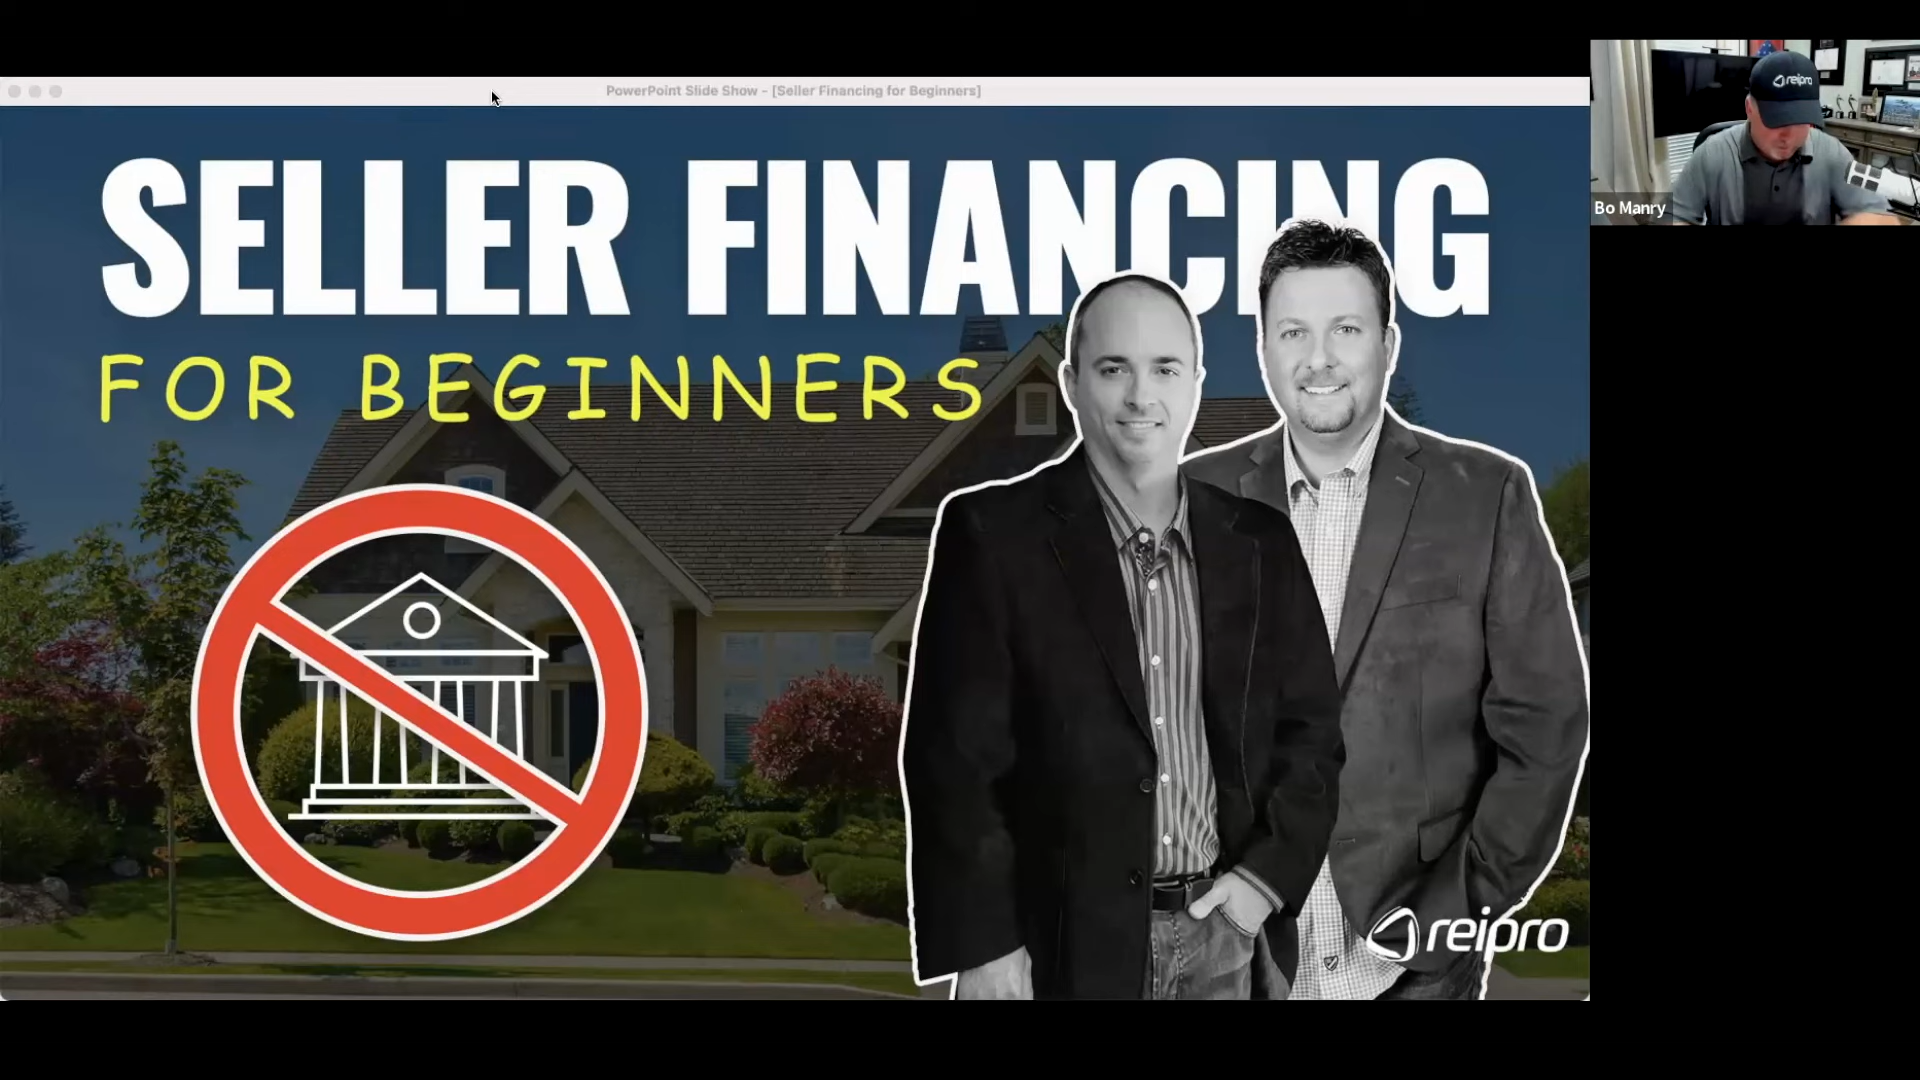 PowerPoint Slide Show - [Seller Financing for Beginners]
SELLER FINANCING
FOR BEGINNERS
reipro
reipro
Bo Manry